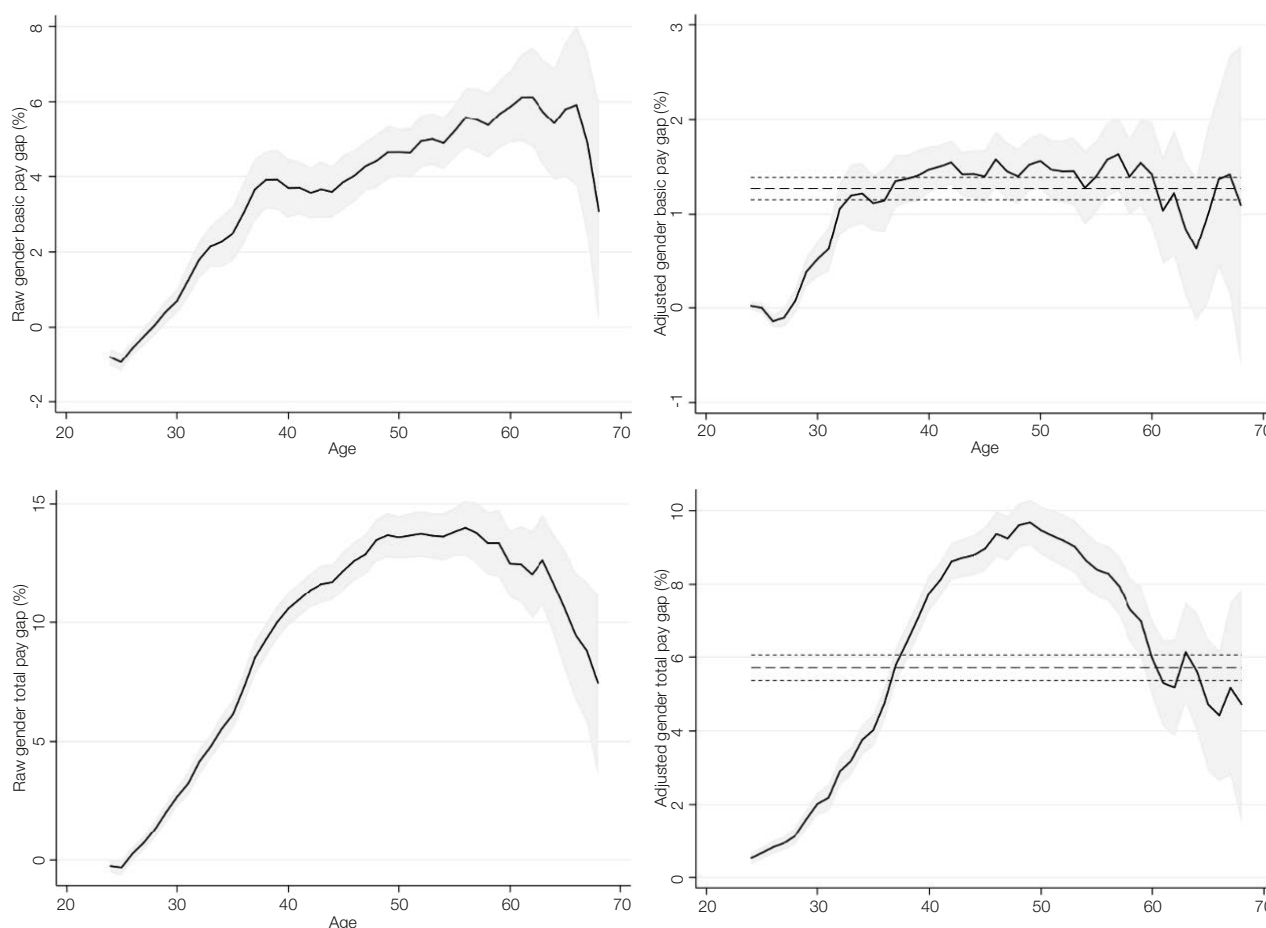 Raw gender basic pay gap (%)
8
6
4
2
0
-2
20 30 40 50 60 70
Age
Adjusted gender basic pay gap (%)
3
2
1
0
-1
20 30 40 50 60 70
Age
Raw gender total pay gap (%)
15
10
5
0
20 30 40 50 60 70
Age
Adjusted gender total pay gap (%)
10
8
6
4
2
0
20 30 40 50 60 70
Age